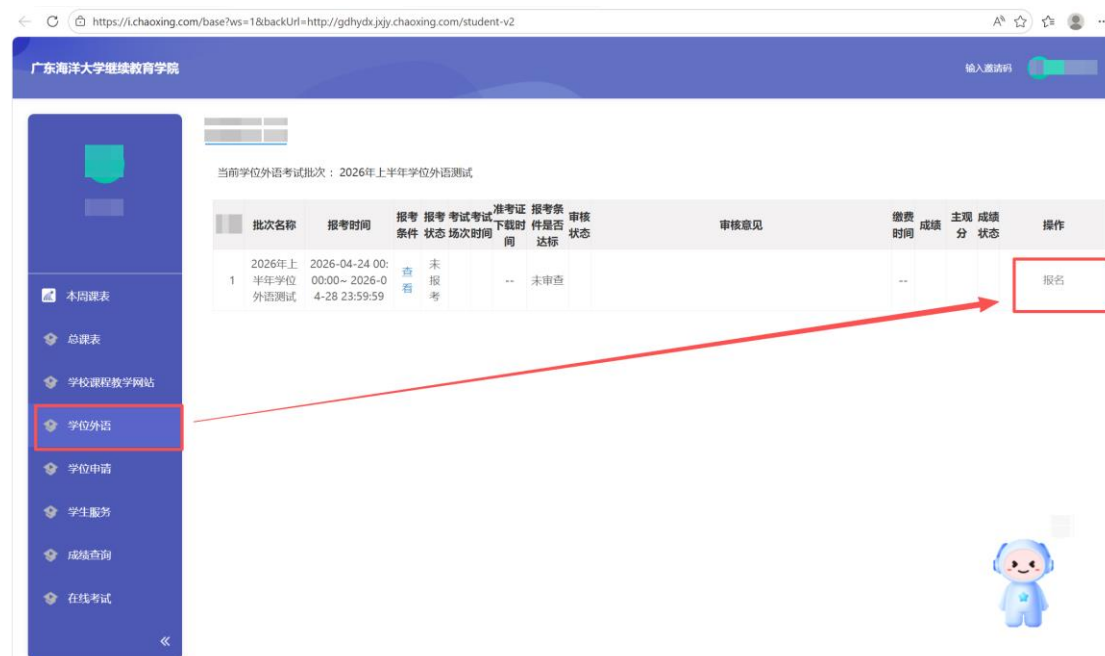 https://i.chaoxing.com/base?ws=1&backUrl=http://gdhydx.jxjy.chaoxing.com/student-v2
广东海洋大学继续教育学院
输入邀请码
当前学位外语考试批次：2026年上半年学位外语测试
批次名称
报考时间
报考
条件
报考
状态
考试
场次
考试
时间
准考证
下载时
间
报考条
件是否
达标
审核
状态
审核意见
缴费
时间
成绩
主观
分
成绩
状态
操作
1
2026年上
半年学位
外语测试
2026-04-24 00:
00:00~ 2026-0
4-28 23:59:59
查
看
未
报
考
--
未审查
--
报名
本周课表
总课表
学校课程教学网站
学位外语
学位申请
学生服务
成绩查询
在线考试